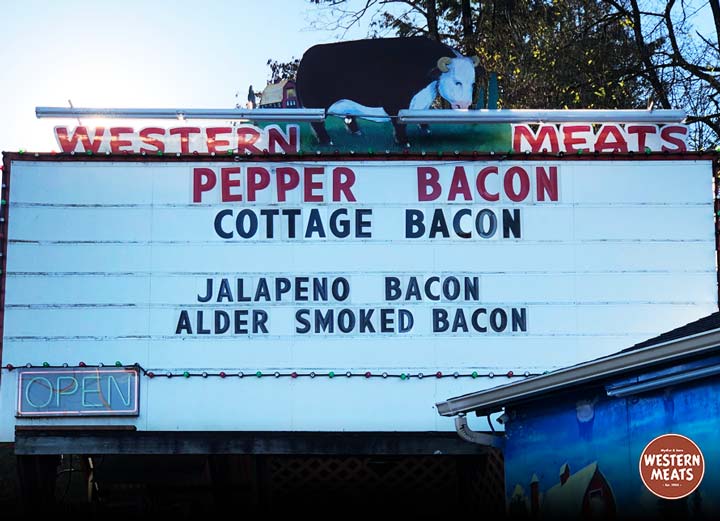 WESTERN MEATS
PEPPER BACON
COTTAGE BACON
JALAPENO BACON
ALDER SMOKED BACON
OPEN
WESTERN
MEATS